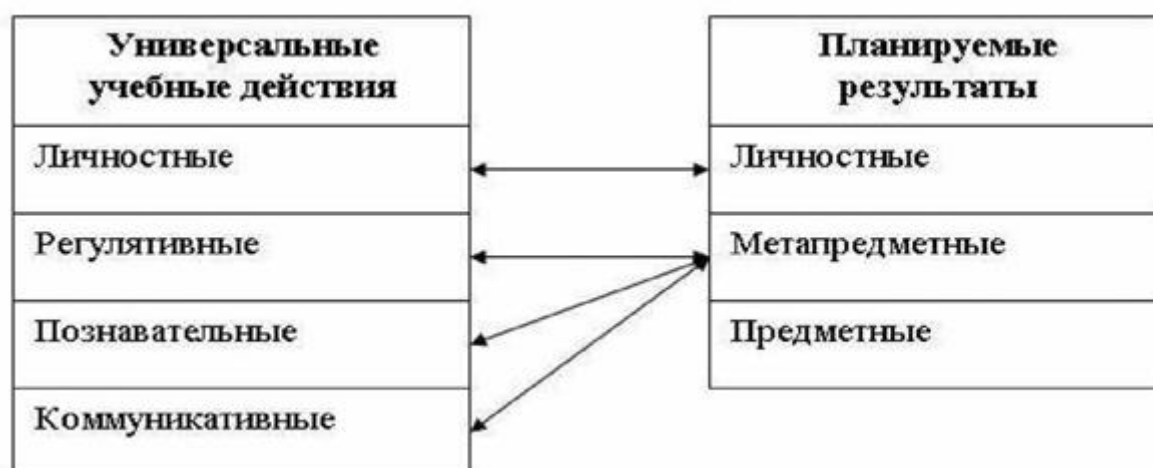 Универсальные
учебные действия
Личностные
Регулятивные
Познавательные
Коммуникативные
Планируемые
результаты
Личностные
Метапредметные
Предметные